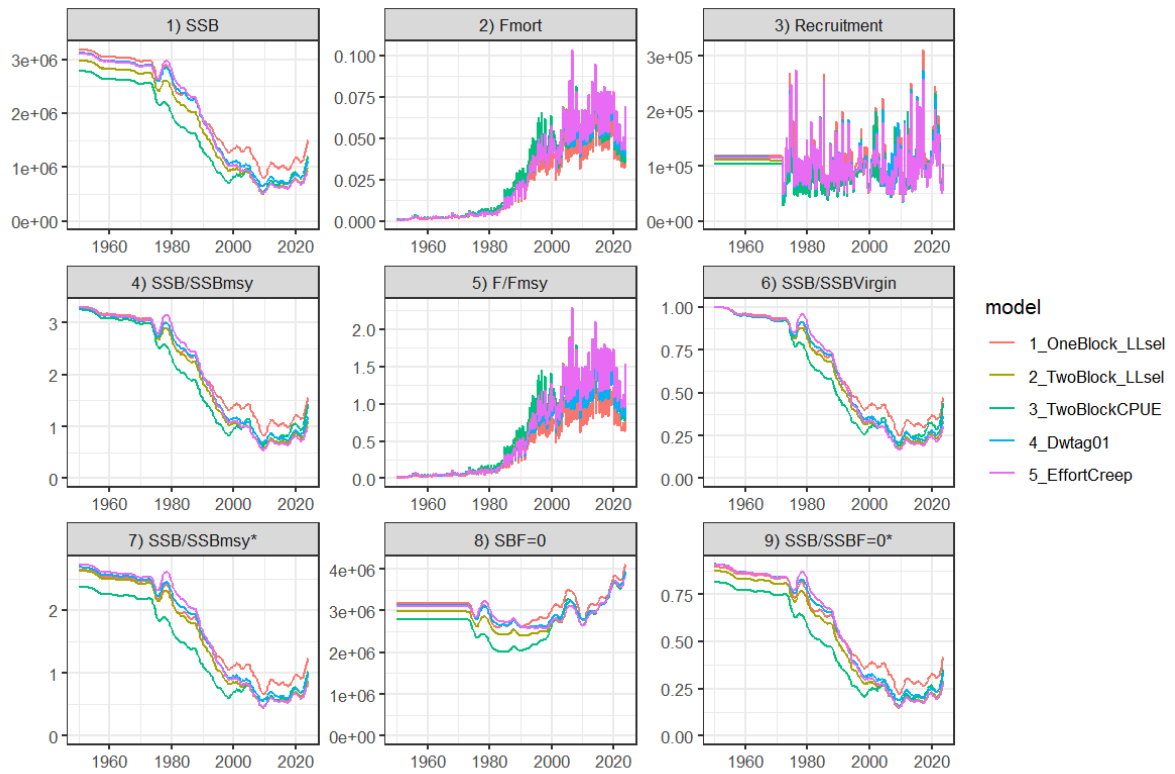 1) SSB
2) Fmort
3) Recruitment
3e+06
2e+06
1e+06
0e+00
0.100
0.075
0.050
0.025
0.000
3e+05
2e+05
1e+05
0e+00
1960 1980 2000 2020
1960 1980 2000 2020
1960 1980 2000 2020
4) SSB/SSBmsy
5) F/Fmsy
6) SSB/SSBVirgin
3
2
1
0
2.0
1.5
1.0
0.5
0.0
1.00
0.75
0.50
0.25
0.00
1960 1980 2000 2020
1960 1980 2000 2020
1960 1980 2000 2020
7) SSB/SSBmsy*
8) SBF=0
9) SSB/SSBF=0*
2
1
0
4e+06
3e+06
2e+06
1e+06
0e+00
0.75
0.50
0.25
0.00
1960 1980 2000 2020
1960 1980 2000 2020
1960 1980 2000 2020
model
1_OneBlock_LLsel
2_TwoBlock_LLsel
3_TwoBlockCPUE
4_Dwtag01
5_EffortCreep